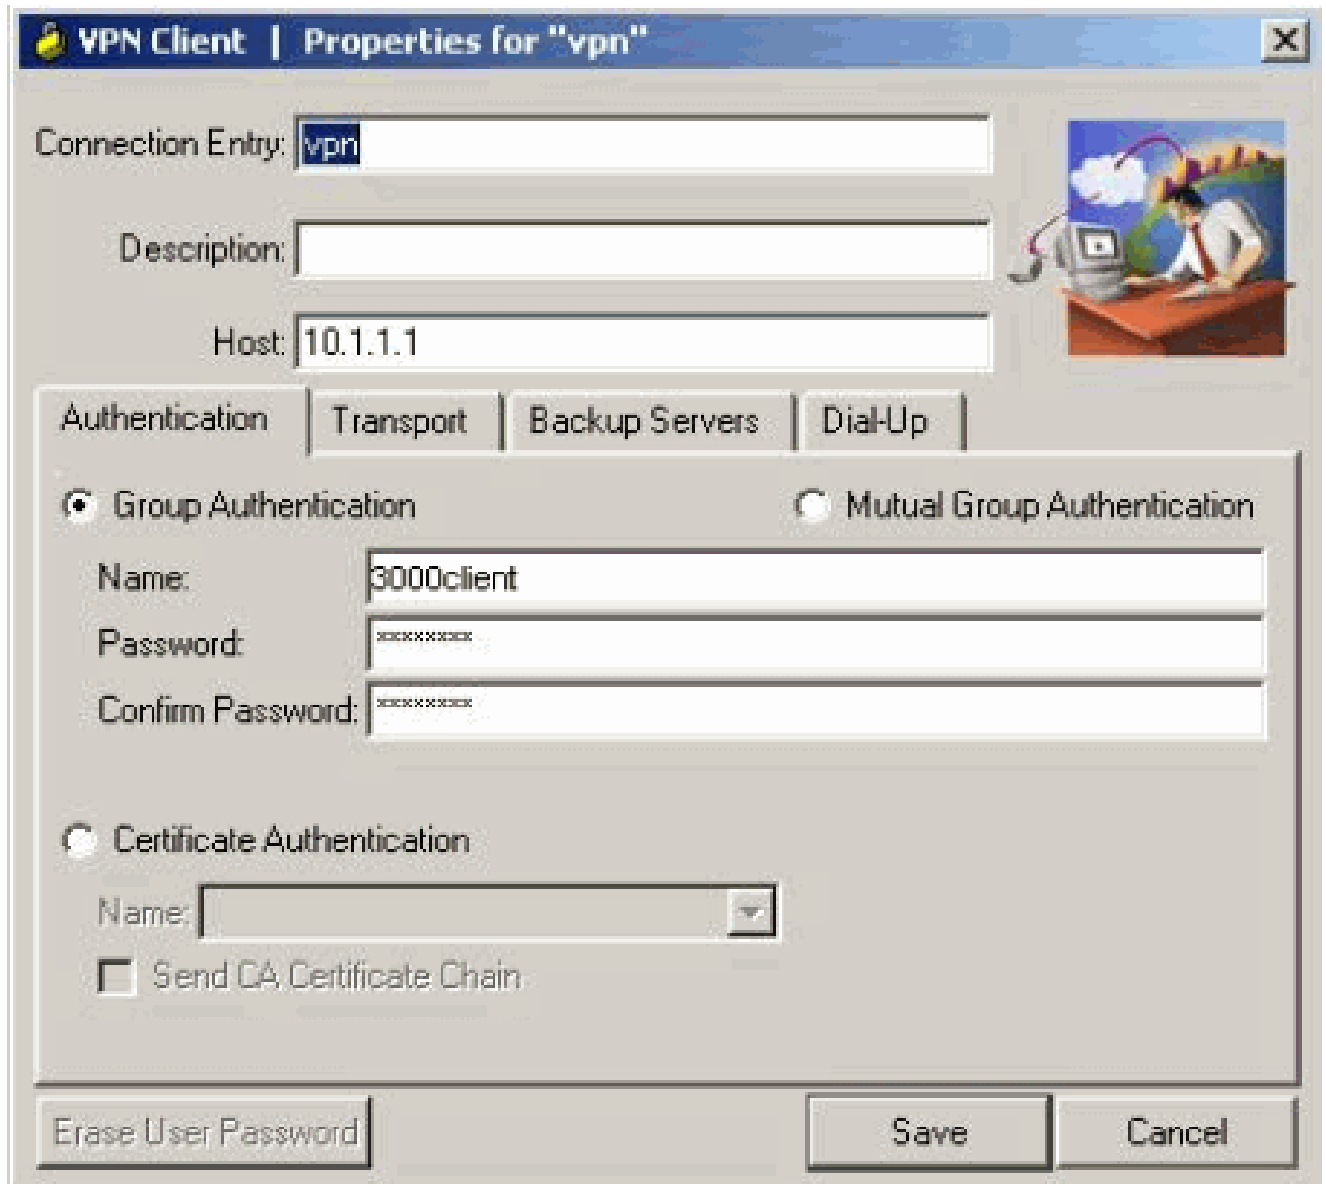 VPN Client | Properties for "vpn"
Connection Entry: vpn
Description:
Host: 10.1.1.1
Authentication Transport Backup Servers Dial-Up
Group Authentication Mutual Group Authentication
Name: 3000client
Password: ********
Confirm Password: ********
Certificate Authentication
Name:
Send CA Certificate Chain
Erase User Password Save Cancel